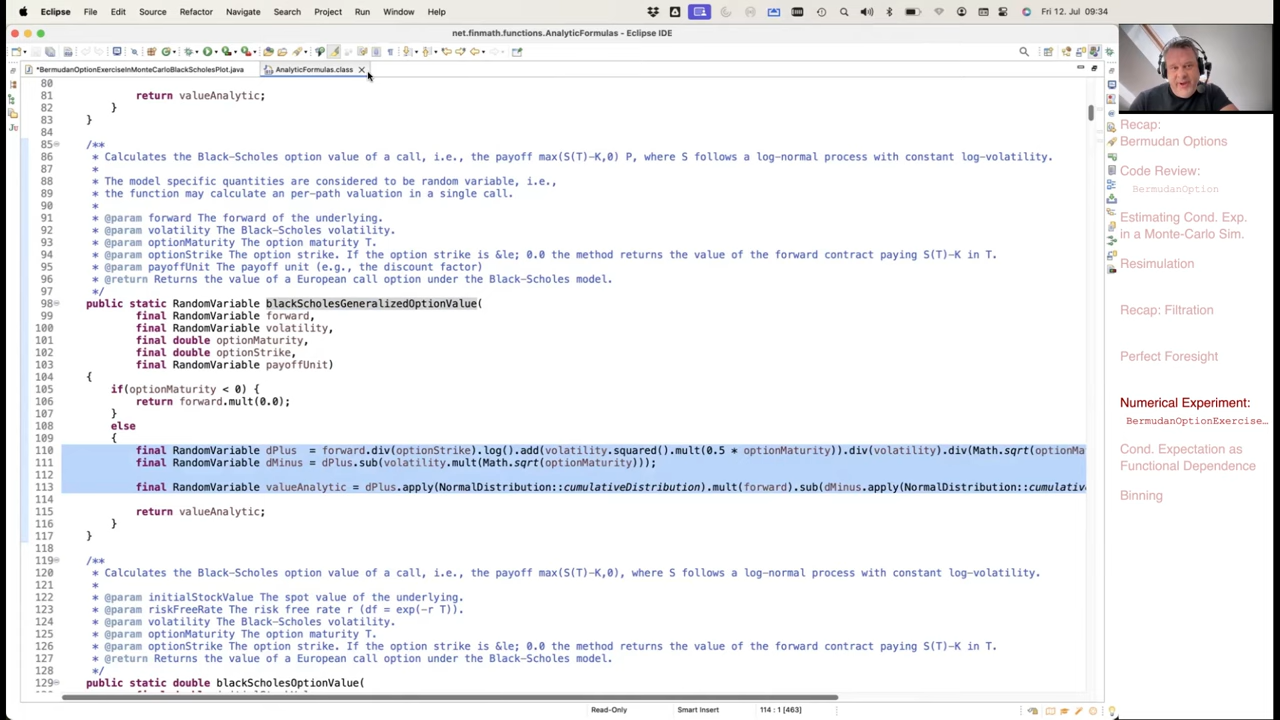 Eclipse File Edit View Source Refactor Navigate Search Project Run Window Help Fri 12. Jul 09:34
net.finmath.functions.AnalyticFormulas - Eclipse IDE
*BermudanOptionExerciseInMonteCarloBlackScholesPlot.java AnalyticFormulas.class
80
81 return valueAnalytic;
82 }
83 }
84
85 /**
86 * Calculates the Black-Scholes option value of a call, i.e., the payoff max(S(T)-K,0) P, where S follows a log-normal process with constant log-volatility.
87 *
88 * The model specific quantities are considered to be random variable, i.e.,
89 * the function may calculate an per-path valuation in a single call.
90 *
91 * @param forward The forward of the underlying.
92 * @param volatility The Black-Scholes volatility.
93 * @param optionMaturity The option maturity T.
94 * @param optionStrike The option strike. If the option strike is &le; 0.0 the method returns the value of the forward contract paying S(T)-K in T.
95 * @param payoffUnit The payoff unit (e.g., the discount factor)
96 * @return Returns the value of a European call option under the Black-Scholes model.
97 */
98 public static RandomVariable blackScholesGeneralizedOptionValue(
99 final RandomVariable forward,
100 final RandomVariable volatility,
101 final double optionMaturity,
102 final double optionStrike,
103 final RandomVariable payoffUnit)
104 {
105 if(optionMaturity < 0) {
106 return forward.mult(0.0);
107 }
108 else
109 {
110 final RandomVariable dPlus = forward.div(optionStrike).log().add(volatility.squared().mult(0.5 * optionMaturity)).div(volatility).div(Math.sqrt(optionMa
111 final RandomVariable dMinus = dPlus.sub(volatility.mult(Math.sqrt(optionMaturity)));
112
113 final RandomVariable valueAnalytic = dPlus.apply(NormalDistribution::cumulativeDistribution).mult(forward).sub(dMinus.apply(NormalDistribution::cumulativ
114
115 return valueAnalytic;
116 }
117 }
118
119 /**
120 * Calculates the Black-Scholes option value of a call, i.e., the payoff max(S(T)-K,0), where S follows a log-normal process with constant log-volatility.
121 *
122 * @param initialStockValue The spot value of the underlying.
123 * @param riskFreeRate The risk free rate r (df = exp(-r T)).
124 * @param volatility The Black-Scholes volatility.
125 * @param optionMaturity The option maturity T.
126 * @param optionStrike The option strike. If the option strike is &le; 0.0 the method returns the value of the forward contract paying S(T)-K in T.
127 * @return Returns the value of a European call option under the Black-Scholes model.
128 */
129 public static double blackScholesOptionValue(
Read-Only Smart Insert 114 : 1 [463]
Recap:
Bermudan Options
Code Review:
BermudanOption
Estimating Cond. Exp.
in a Monte-Carlo Sim.
Resimulation
Recap: Filtration
Perfect Foresight
Numerical Experiment:
BermudanOptionExercise…
Cond. Expectation as
Functional Dependence
Binning